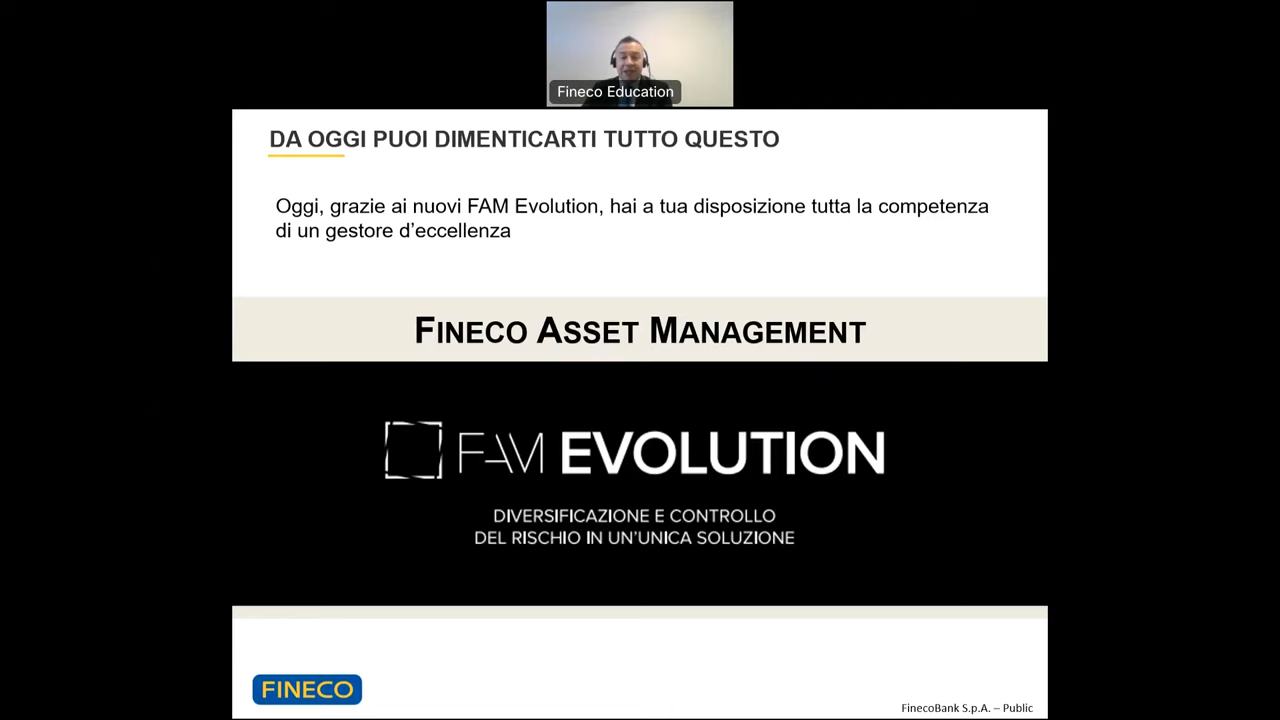 Fineco Education
DA OGGI PUOI DIMENTICARTI TUTTO QUESTO
Oggi, grazie ai nuovi FAM Evolution, hai a tua disposizione tutta la competenza
di un gestore d’eccellenza
FINECO ASSET MANAGEMENT
FAM EVOLUTION
DIVERSIFICAZIONE E CONTROLLO
DEL RISCHIO IN UN’UNICA SOLUZIONE
FINECO
FinecoBank S.p.A. – Public